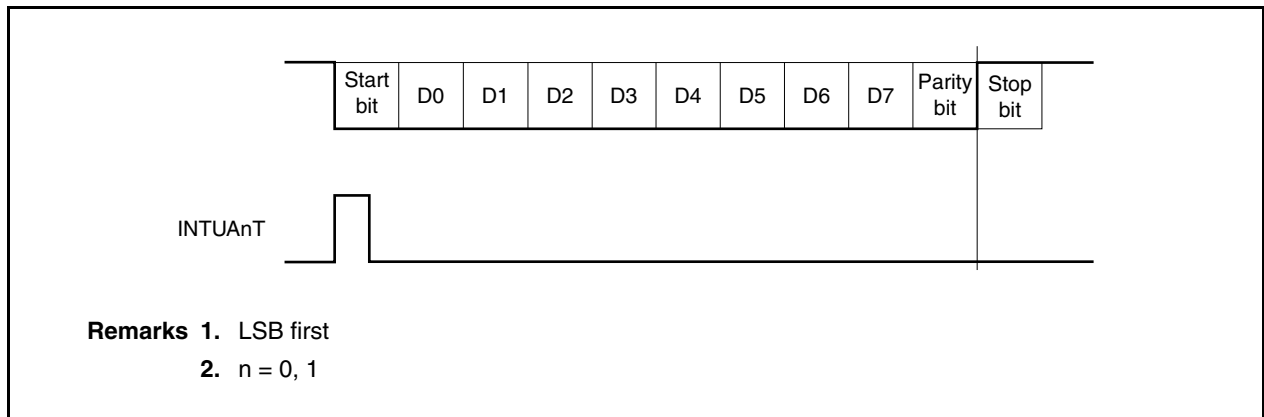 Start bit D0 D1 D2 D3 D4 D5 D6 D7 Parity bit Stop bit
INTUAnT
Remarks 1. LSB first
2. n = 0, 1